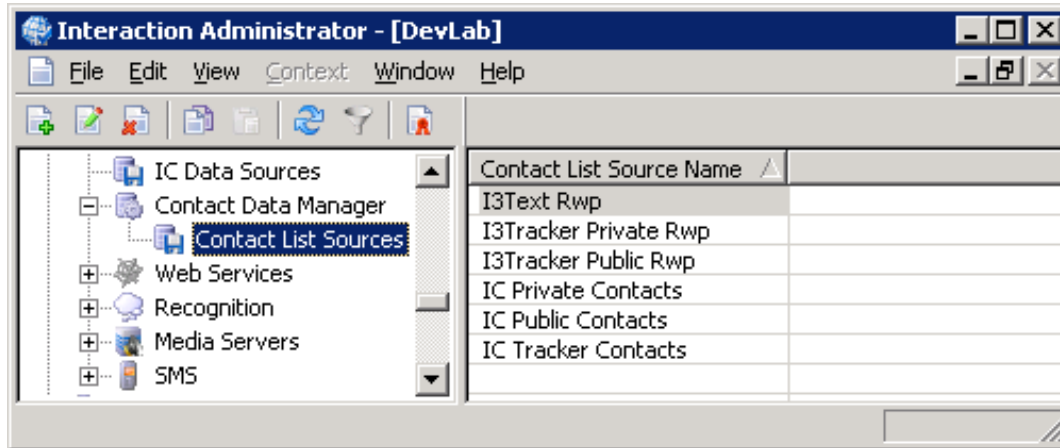 Interaction Administrator - [DevLab]
File Edit View Context Window Help
IC Data Sources
Contact Data Manager
Contact List Sources
Web Services
Recognition
Media Servers
SMS
Contact List Source Name
I3Text Rwp
I3Tracker Private Rwp
I3Tracker Public Rwp
IC Private Contacts
IC Public Contacts
IC Tracker Contacts